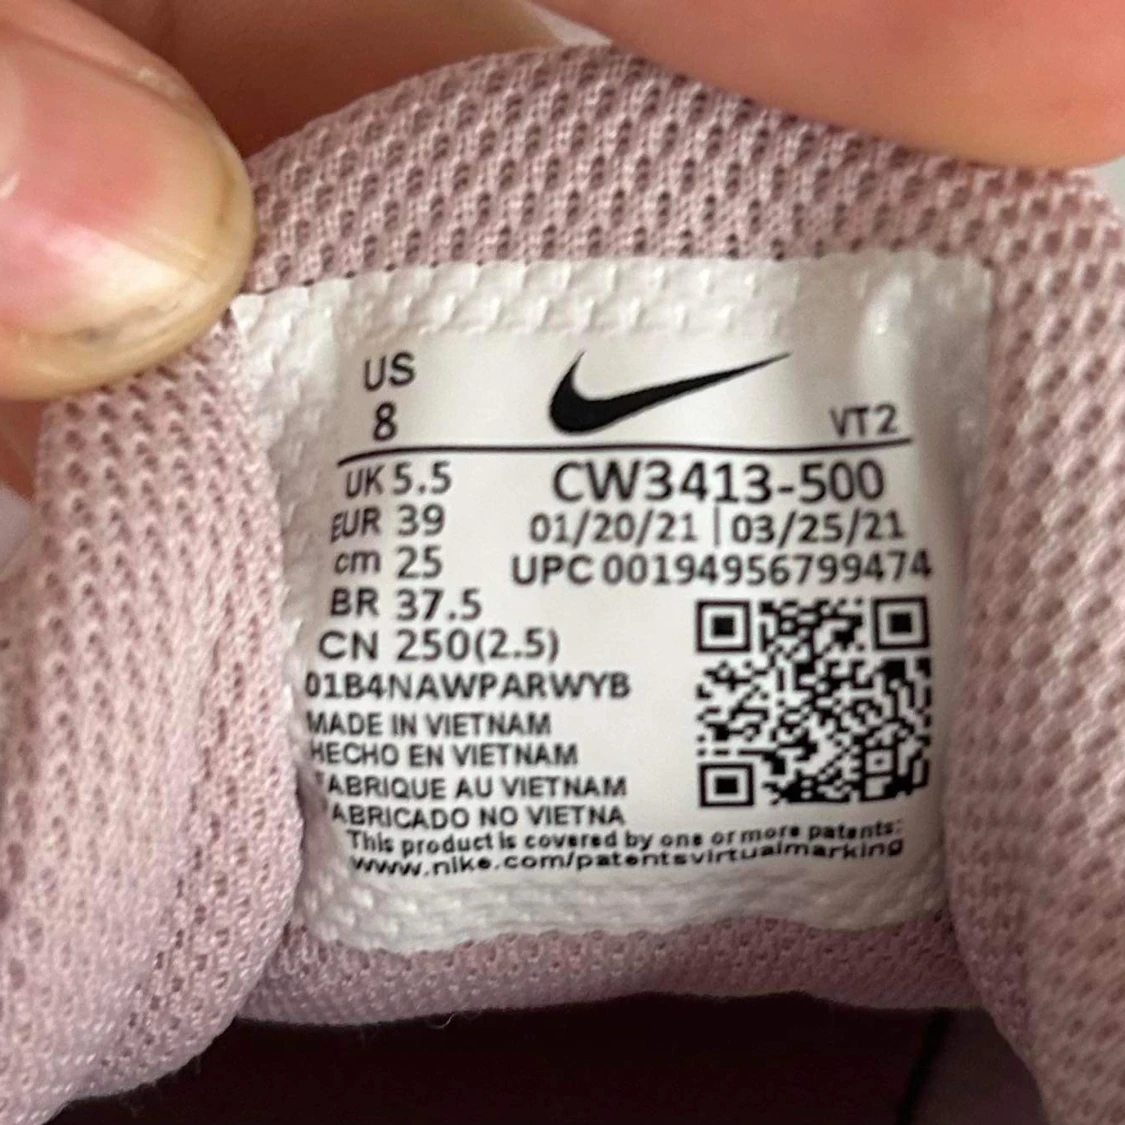 US
8
VT2
UK 5.5
EUR 39
cm 25
BR 37.5
CN 250(2.5)
CW3413-500
01/20/21 | 03/25/21
UPC 00194956799474
01B4NAWPARWYB
MADE IN VIETNAM
HECHO EN VIETNAM
FABRIQUE AU VIETNAM
FABRICADO NO VIETNA
This product is covered by one or more patents:
www.nike.com/patentsvirtualmarking